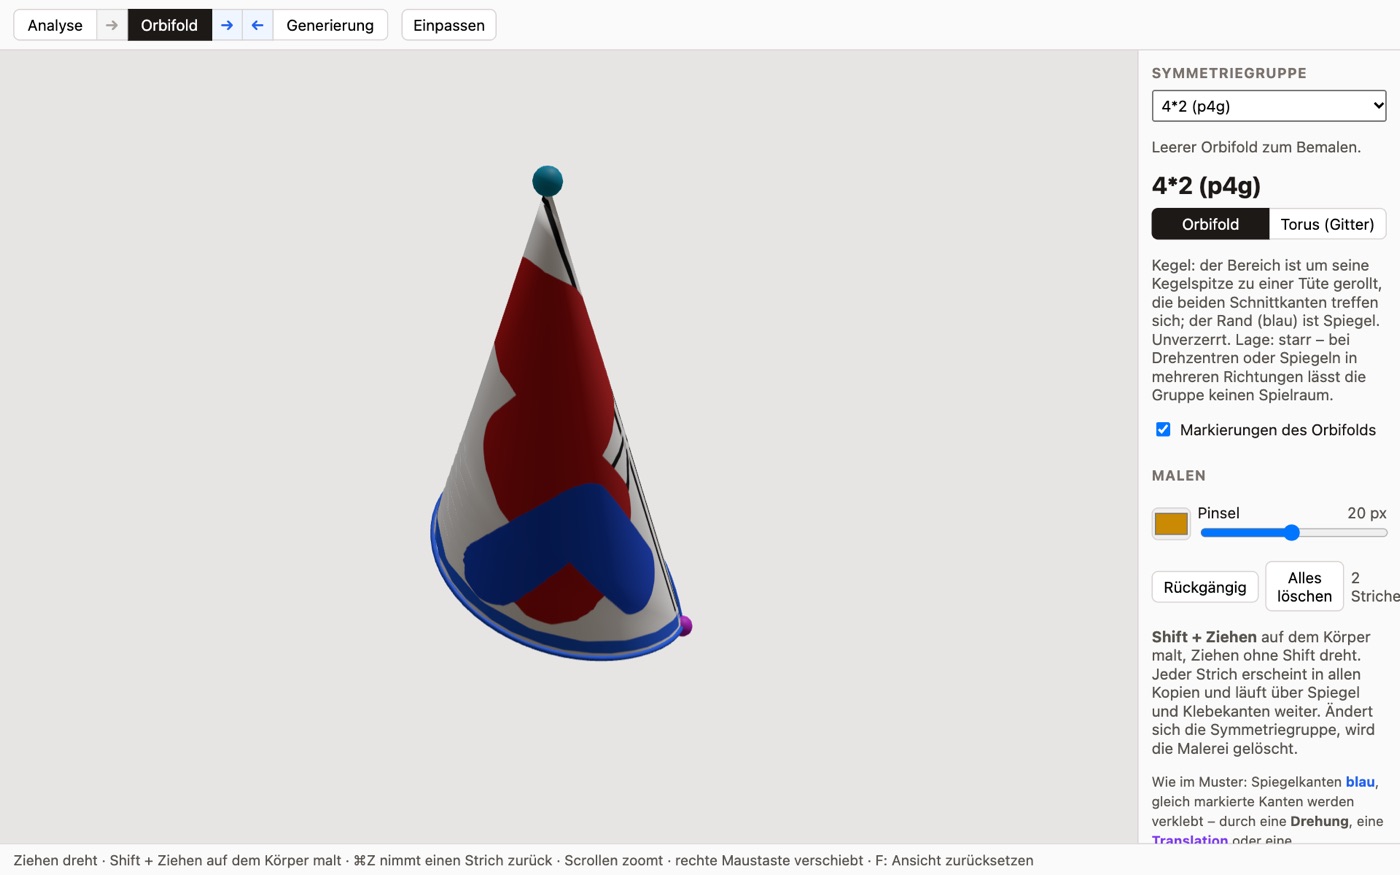 Analyse → Orbifold → ← Generierung Einpassen
SYMMETRIEGRUPPE
4*2 (p4g)
Leerer Orbifold zum Bemalen.
4*2 (p4g)
Orbifold Torus (Gitter)
Kegel: der Bereich ist um seine
Kegelspitze zu einer Tüte gerollt,
die beiden Schnittkanten treffen
sich; der Rand (blau) ist Spiegel.
Unverzerrt. Lage: starr – bei
Drehzentren oder Spiegeln in
mehreren Richtungen lässt die
Gruppe keinen Spielraum.
Markierungen des Orbifolds
MALEN
Pinsel 20 px
Rückgängig
Alles
löschen
2
Striche
Shift + Ziehen auf dem Körper
malt, Ziehen ohne Shift dreht.
Jeder Strich erscheint in allen
Kopien und läuft über Spiegel
und Klebekanten weiter. Ändert
sich die Symmetriegruppe, wird
die Malerei gelöscht.
Wie im Muster: Spiegelkanten blau,
gleich markierte Kanten werden
verklebt – durch eine Drehung, eine
Translation oder eine
Ziehen dreht · Shift + Ziehen auf dem Körper malt · ⌘Z nimmt einen Strich zurück · Scrollen zoomt · rechte Maustaste verschiebt · F: Ansicht zurücksetzen